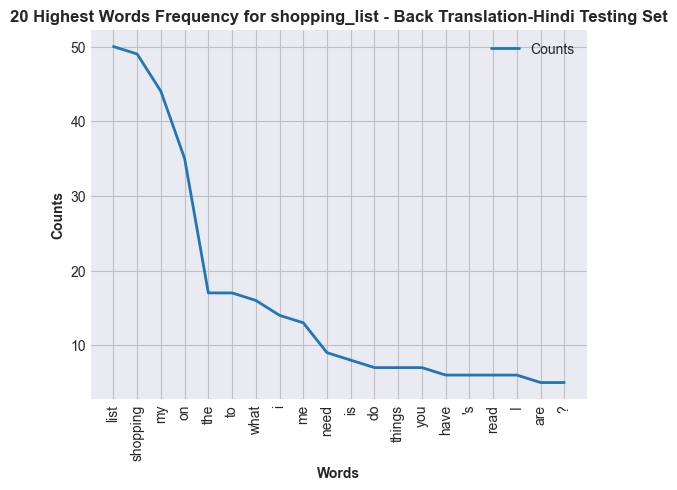 20 Highest Words Frequency for shopping_list - Back Translation-Hindi Testing Set
Counts
50
40
30
20
10
Counts
list
shopping
my
on
the
to
what
i
me
need
is
do
things
you
have
's
read
I
are
?
Words